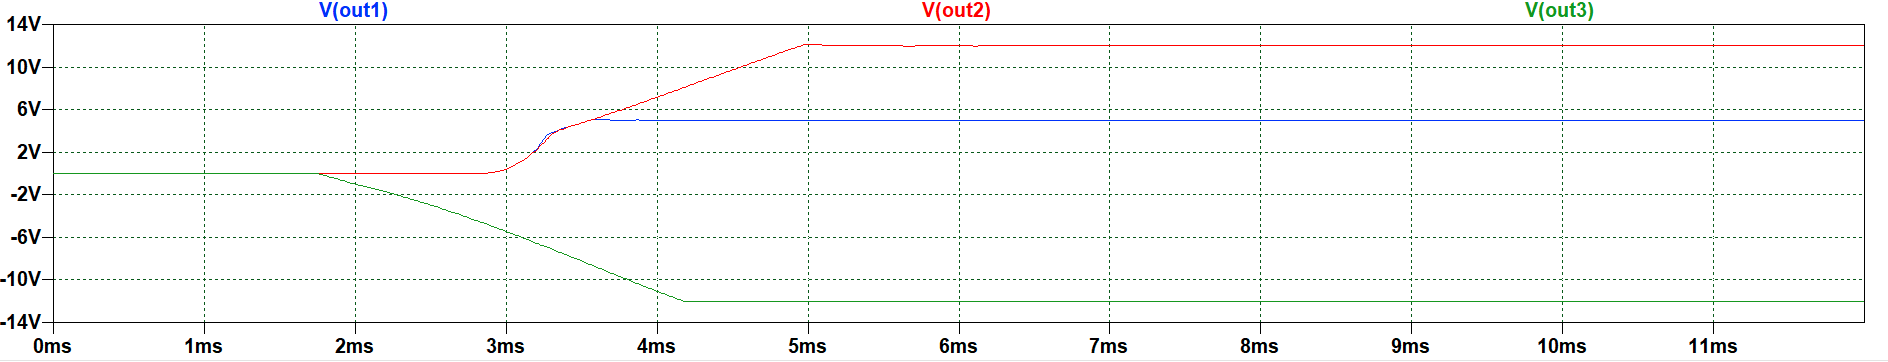 V(out1) V(out2) V(out3)
14V
10V
6V
2V
-2V
-6V
-10V
-14V
0ms 1ms 2ms 3ms 4ms 5ms 6ms 7ms 8ms 9ms 10ms 11ms